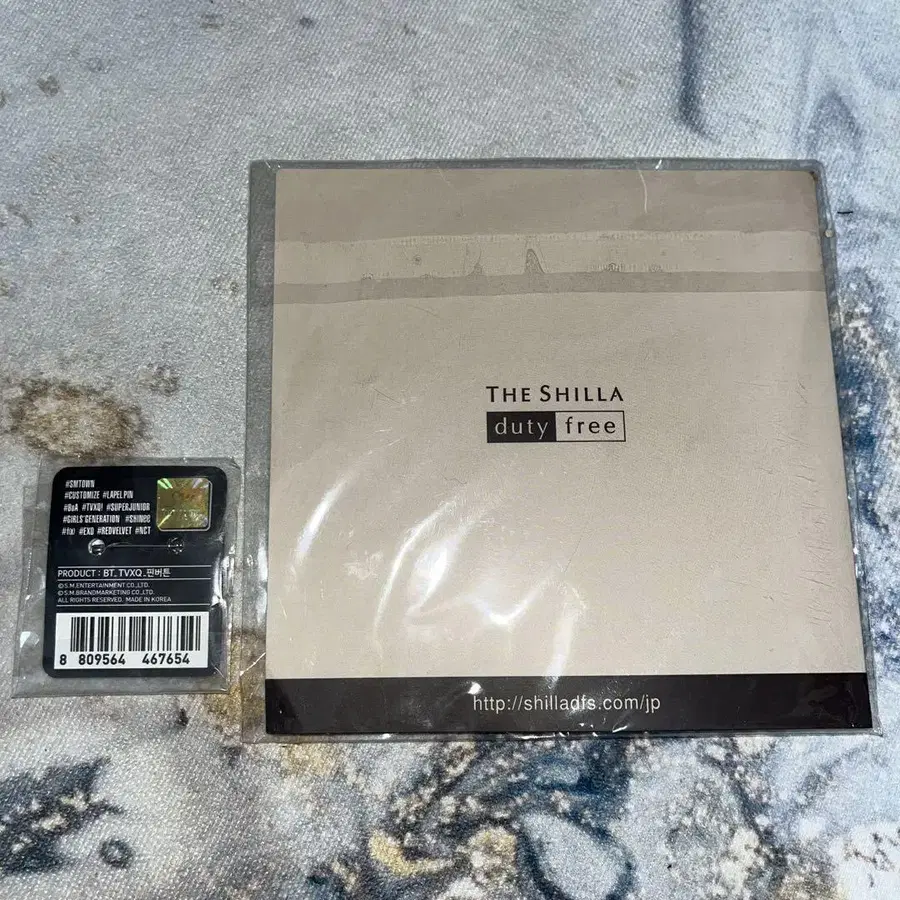 #SMTOWN
#CUSTOMIZE #LAPEL PIN
#BoA #TVXQ! #SUPERJUNIOR
#GIRLS'GENERATION #SHINee
#f(x) #EXO #REDVELVET #NCT
PRODUCT : BT_TVXQ_핀버튼
©S.M.ENTERTAINMENT CO.,LTD.
©S.M.BRANDMARKETING CO.,LTD.
ALL RIGHTS RESERVED. MADE IN KOREA
8 809564 467654
THE SHILLA
duty free
http://shilladfs.com/jp